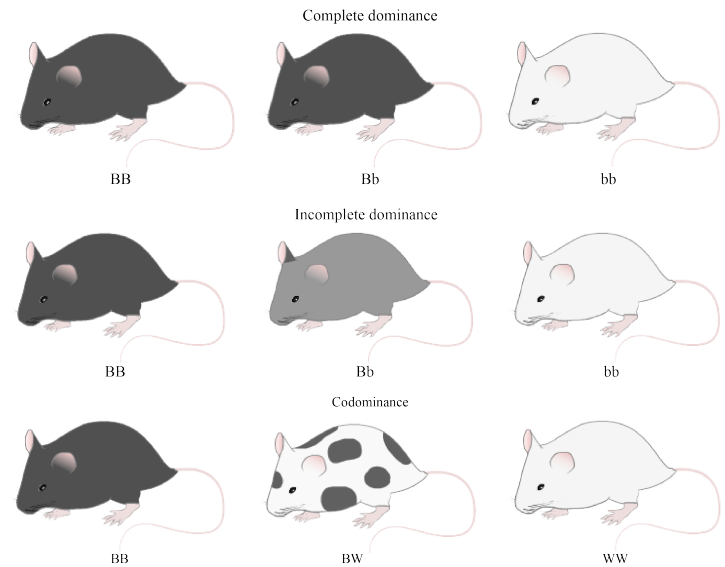 Complete dominance
BB Bb bb
Incomplete dominance
BB Bb bb
Codominance
BB BW WW